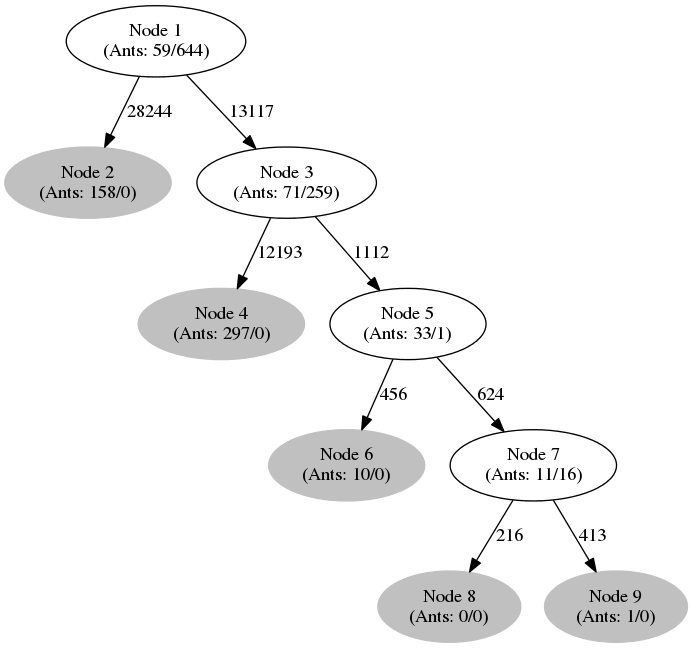 Node 1
(Ants: 59/644)
28244
13117
Node 2
(Ants: 158/0)
Node 3
(Ants: 71/259)
12193
1112
Node 4
(Ants: 297/0)
Node 5
(Ants: 33/1)
456
624
Node 6
(Ants: 10/0)
Node 7
(Ants: 11/16)
216
413
Node 8
(Ants: 0/0)
Node 9
(Ants: 1/0)